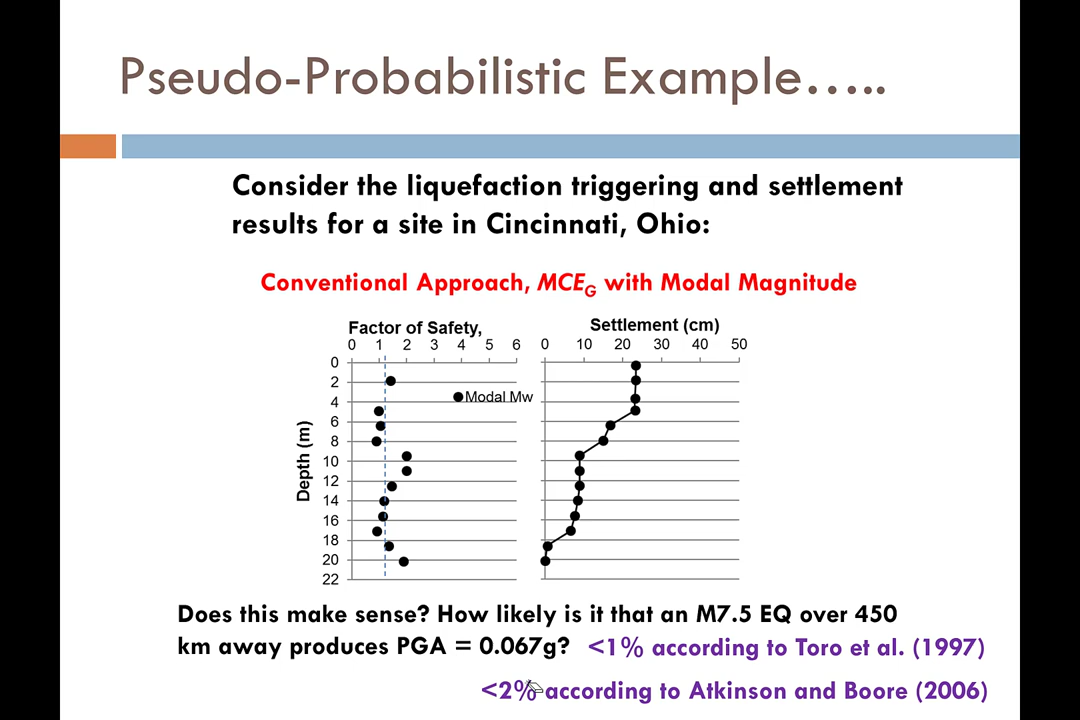 Pseudo-Probabilistic Example…..
Consider the liquefaction triggering and settlement
results for a site in Cincinnati, Ohio:
Conventional Approach, MCEG with Modal Magnitude
Factor of Safety,
0 1 2 3 4 5 6
Settlement (cm)
0 10 20 30 40 50
Depth (m)
0
2
4
6
8
10
12
14
16
18
20
22
Modal Mw
Does this make sense? How likely is it that an M7.5 EQ over 450
km away produces PGA = 0.067g? <1% according to Toro et al. (1997)
<2% according to Atkinson and Boore (2006)